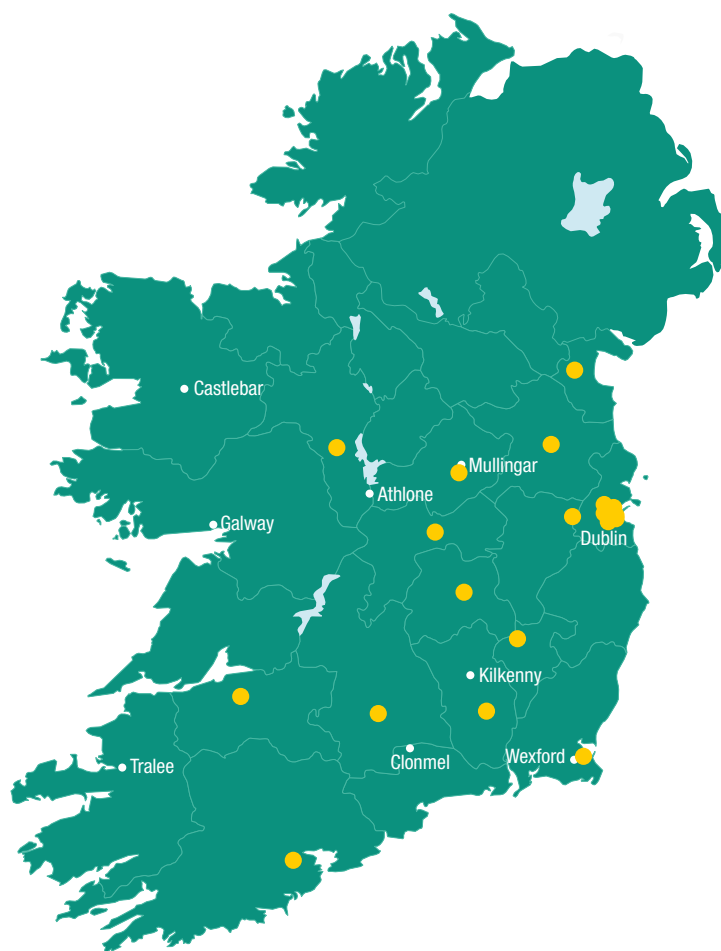 Castlebar
Mullingar
Athlone
Galway
Dublin
Kilkenny
Wexford
Clonmel
Tralee